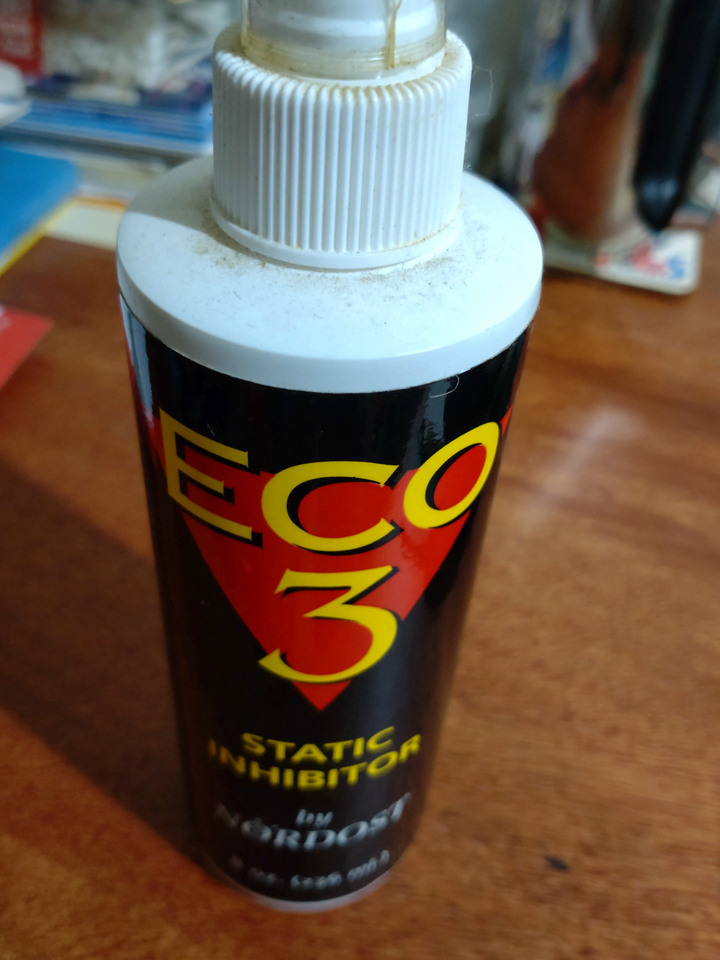 ECO
3
STATIC
INHIBITOR
by
NORDOST